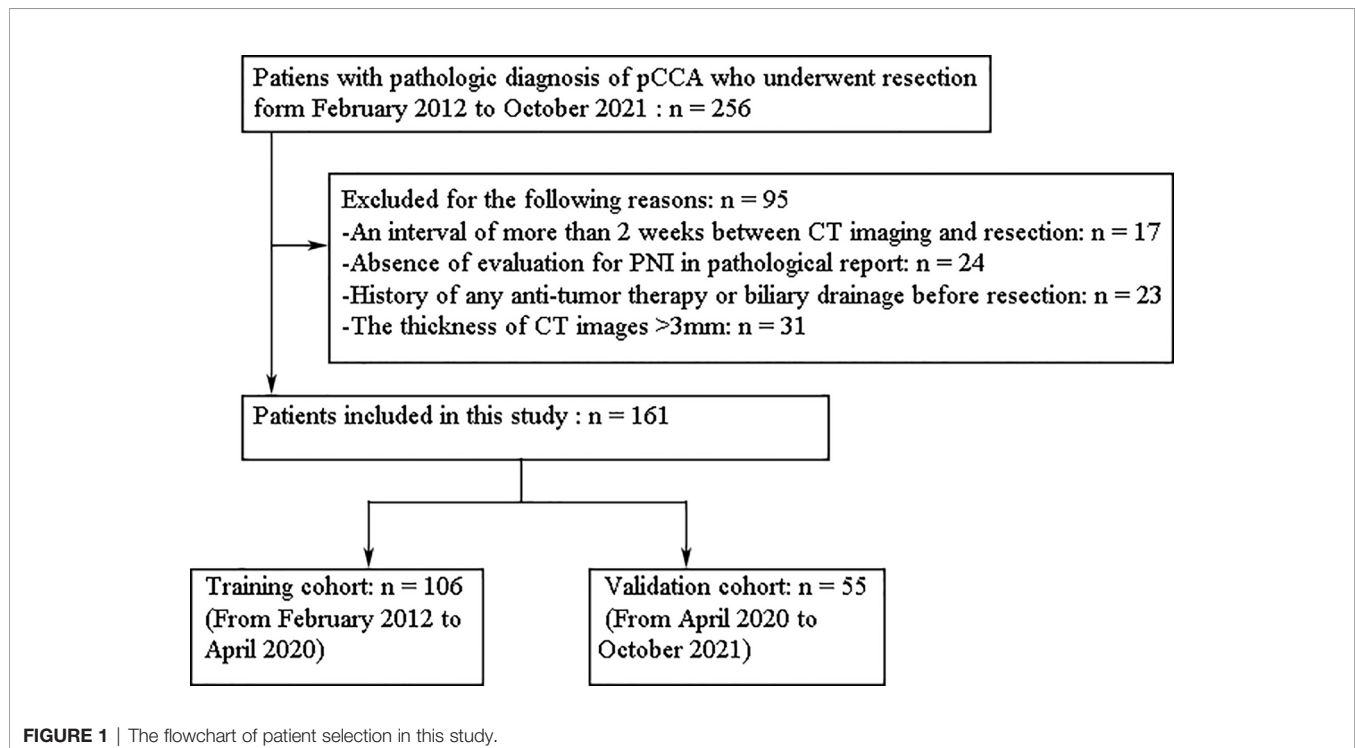 Patiens with pathologic diagnosis of pCCA who underwent resection
form February 2012 to October 2021 : n = 256
Excluded for the following reasons: n = 95
-An interval of more than 2 weeks between CT imaging and resection: n = 17
-Absence of evaluation for PNI in pathological report: n = 24
-History of any anti-tumor therapy or biliary drainage before resection: n = 23
-The thickness of CT images >3mm: n = 31
Patients included in this study : n = 161
Training cohort: n = 106
(From February 2012 to
April 2020)
Validation cohort: n = 55
(From April 2020 to
October 2021)
FIGURE 1 | The flowchart of patient selection in this study.